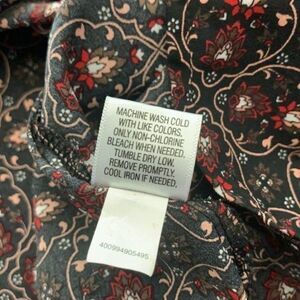 MACHINE WASH COLD
WITH LIKE COLORS.
ONLY NON-CHLORINE
BLEACH WHEN NEEDED.
TUMBLE DRY LOW.
REMOVE PROMPTLY.
COOL IRON IF NEEDED.
400994905495